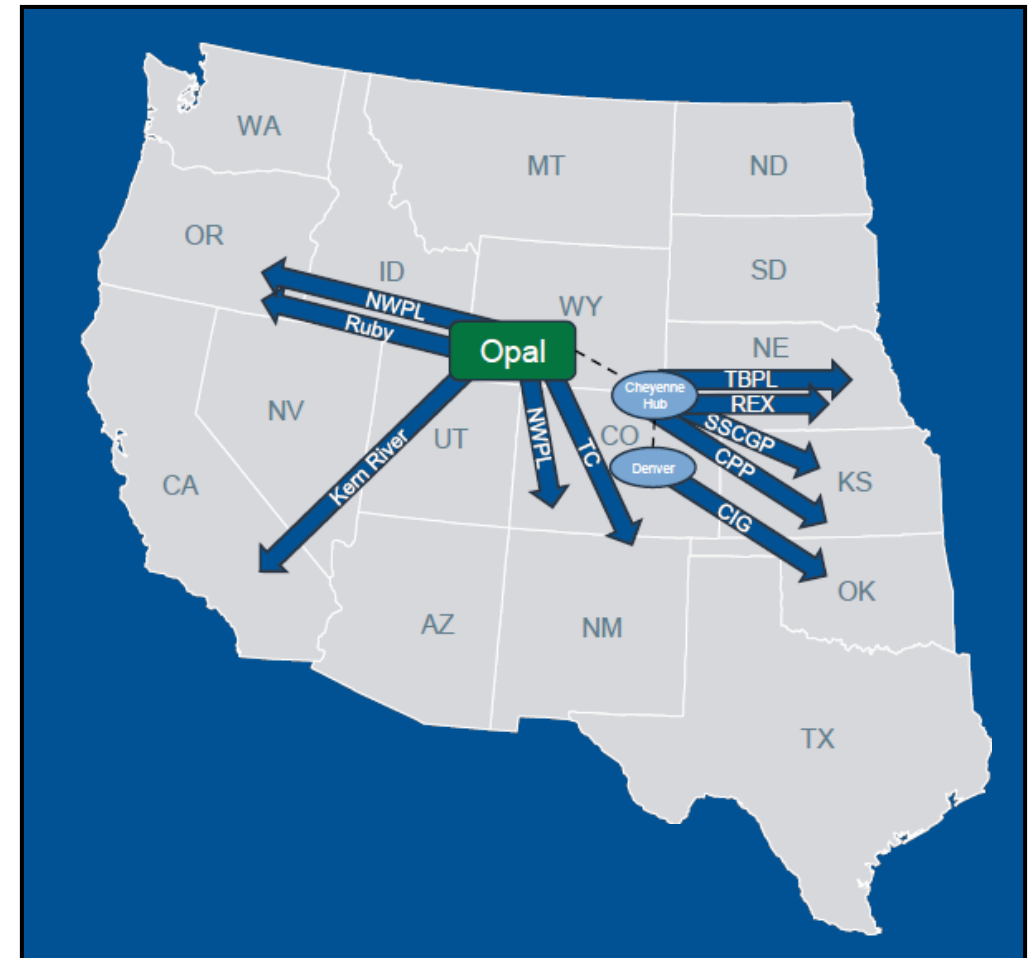 WA
MT
ND
OR
ID
SD
WY
NWPL
Ruby
Opal
NE
Cheyenne
Hub
TBPL
REX
NV
UT
NWPL
TC
CO
SSCGP
CPP
Denver
KS
CA
Kern River
CIG
OK
AZ
NM
TX